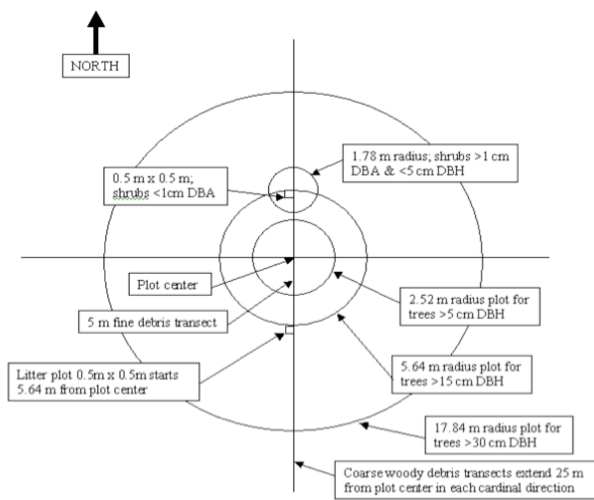 NORTH
1.78 m radius; shrubs >1 cm
DBA & <5 cm DBH
0.5 m x 0.5 m;
shrubs <1cm DBA
Plot center
2.52 m radius plot for
trees >5 cm DBH
5 m fine debris transect
5.64 m radius plot for
trees >15 cm DBH
Litter plot 0.5m x 0.5m starts
5.64 m from plot center
17.84 m radius plot for
trees >30 cm DBH
Coarse woody debris transects extend 25 m
from plot center in each cardinal direction